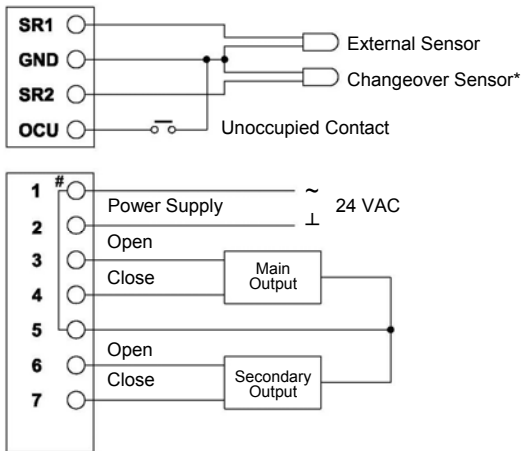 SR1
External Sensor
GND
Changeover Sensor*
SR2
OCU
Unoccupied Contact
#
1
~
Power Supply
24 VAC
2
⊥
Open
3
Main
Output
Close
4
5
Open
6
Close
Secondary
Output
7